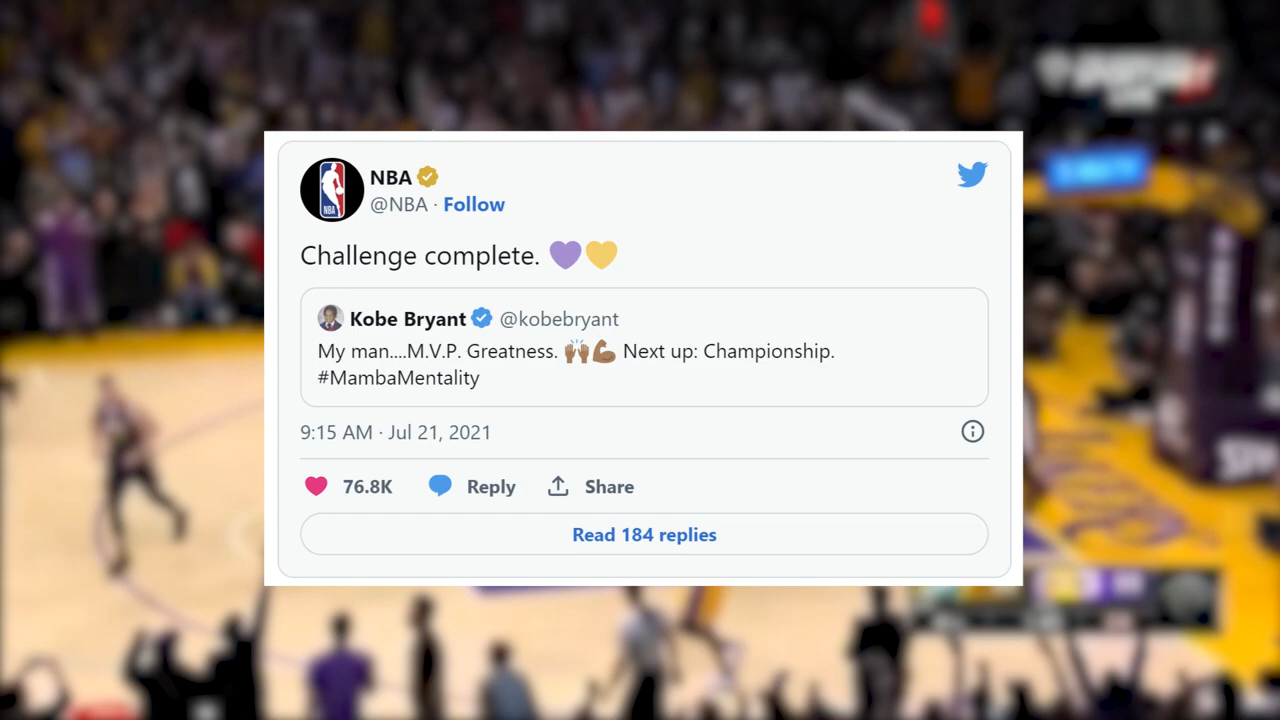 NBA
@NBA · Follow
Challenge complete. 💜💛
Kobe Bryant @kobebryant
My man....M.V.P. Greatness. 🙌🏾💪🏾 Next up: Championship.
#MambaMentality
9:15 AM · Jul 21, 2021
76.8K Reply Share
Read 184 replies